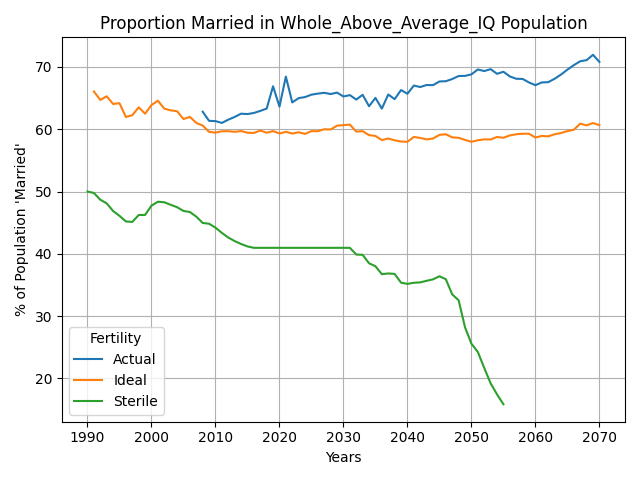 Proportion Married in Whole_Above_Average_IQ Population
% of Population 'Married'
70
60
50
40
30
20
Fertility
Actual
Ideal
Sterile
1990 2000 2010 2020 2030 2040 2050 2060 2070
Years